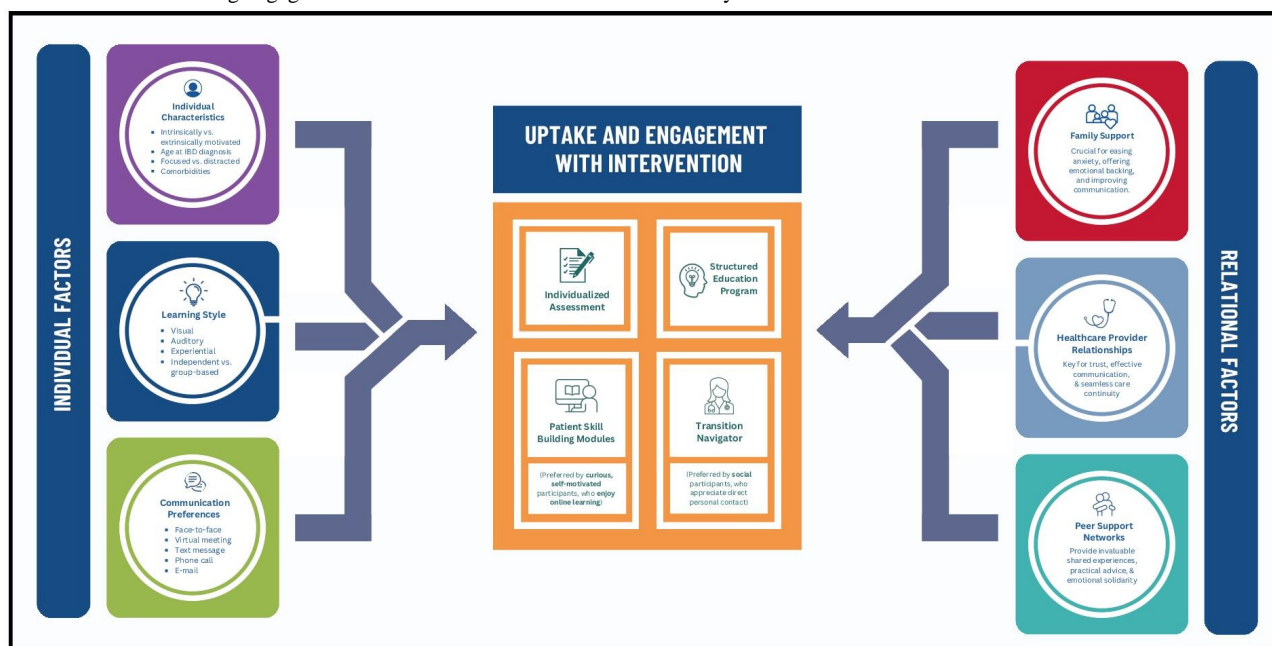 INDIVIDUAL FACTORS
Individual
Characteristics
▪ Intrinsically vs.
extrinsically motivated
▪ Age at IBD diagnosis
▪ Focused vs. distracted
▪ Comorbidities
Learning Style
▪ Visual
▪ Auditory
▪ Experiential
▪ Independent vs.
group-based
Communication
Preferences
▪ Face-to-face
▪ Virtual meeting
▪ Text message
▪ Phone call
▪ E-mail
UPTAKE AND ENGAGEMENT
WITH INTERVENTION
Individualized
Assessment
Structured
Education
Program
Patient Skill
Building Modules
(Preferred by curious,
self-motivated
participants, who enjoy
online learning)
Transition
Navigator
(Preferred by social
participants, who
appreciate direct
personal contact)
Family Support
Crucial for easing
anxiety, offering
emotional backing,
and improving
communication.
Healthcare Provider
Relationships
Key for trust, effective
communication,
& seamless care
continuity
Peer Support
Networks
Provide invaluable
shared experiences,
practical advice, &
emotional solidarity
RELATIONAL FACTORS